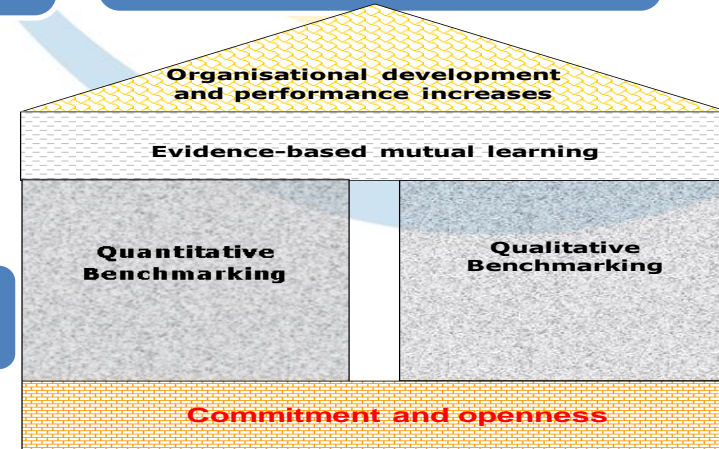 Organisational development
and performance increases
Evidence-based mutual learning
Quantitative
Benchmarking
Qualitative
Benchmarking
Commitment and openness